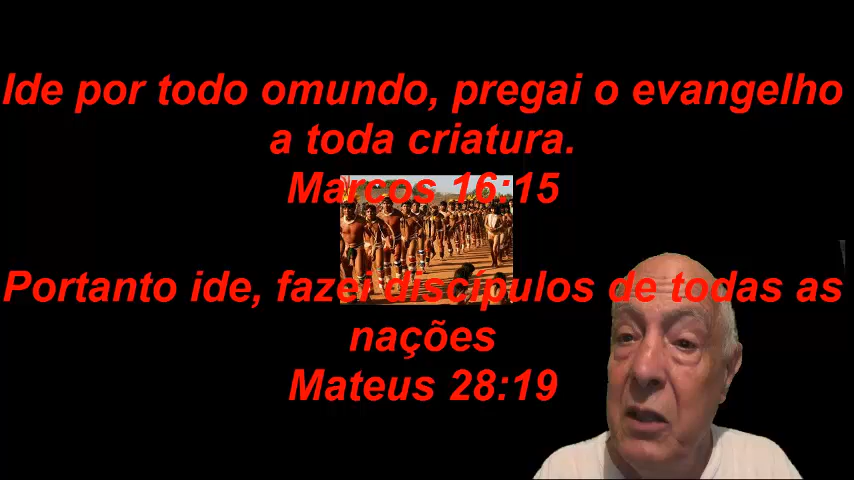 Ide por todo omundo, pregai o evangelho
a toda criatura.
Marcos 16:15
Portanto ide, fazei discípulos de todas as
nações
Mateus 28:19